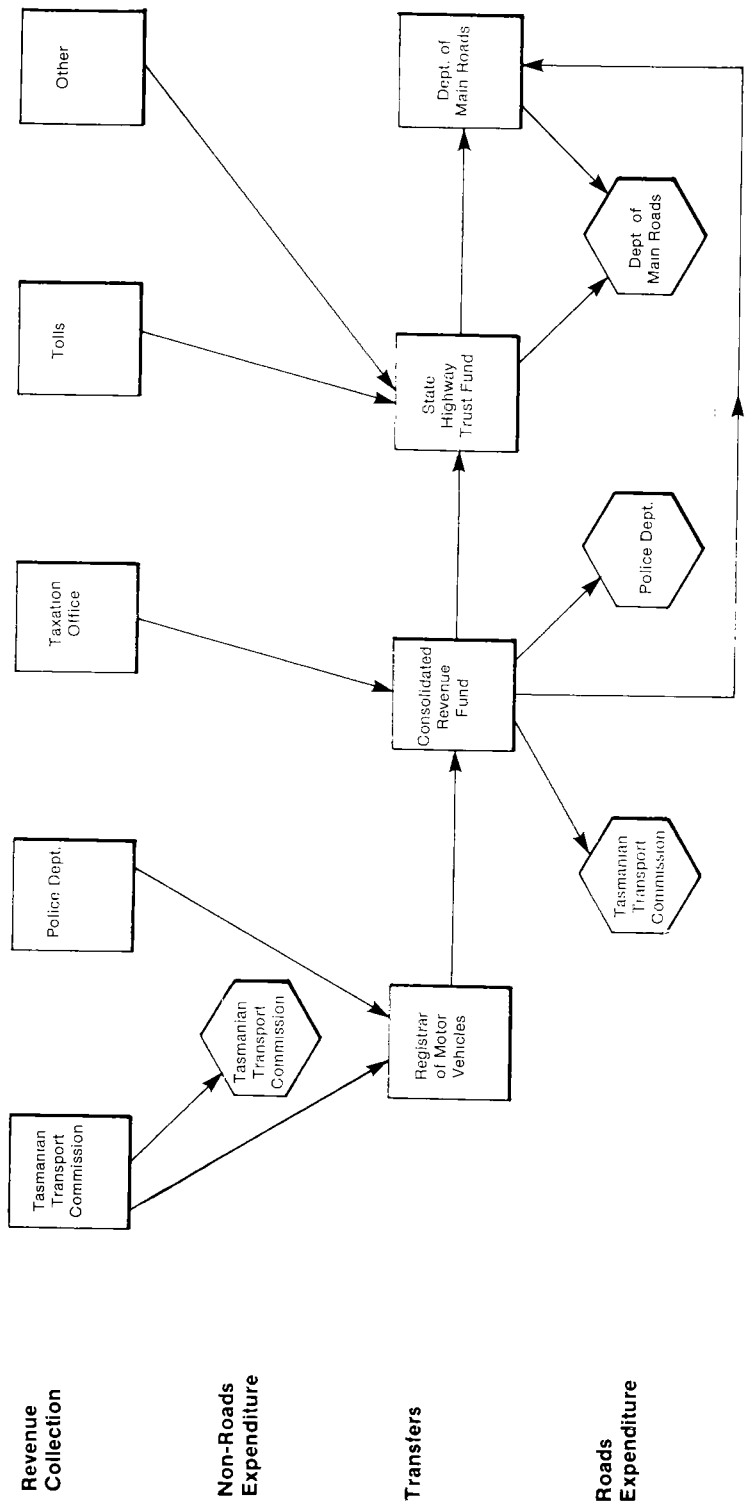 Revenue
Collection
Tasmanian
Transport
Commission
Police Dept.
Taxation
Office
Tolls
Other
Non-Roads
Expenditure
Tasmanian
Transport
Commission
Transfers
Registrar
of Motor
Vehicles
Consolidated
Revenue
Fund
State
Highway
Trust Fund
Dept. of
Main Roads
Roads
Expenditure
Tasmanian
Transport
Commission
Police Dept.
Dept of
Main Roads